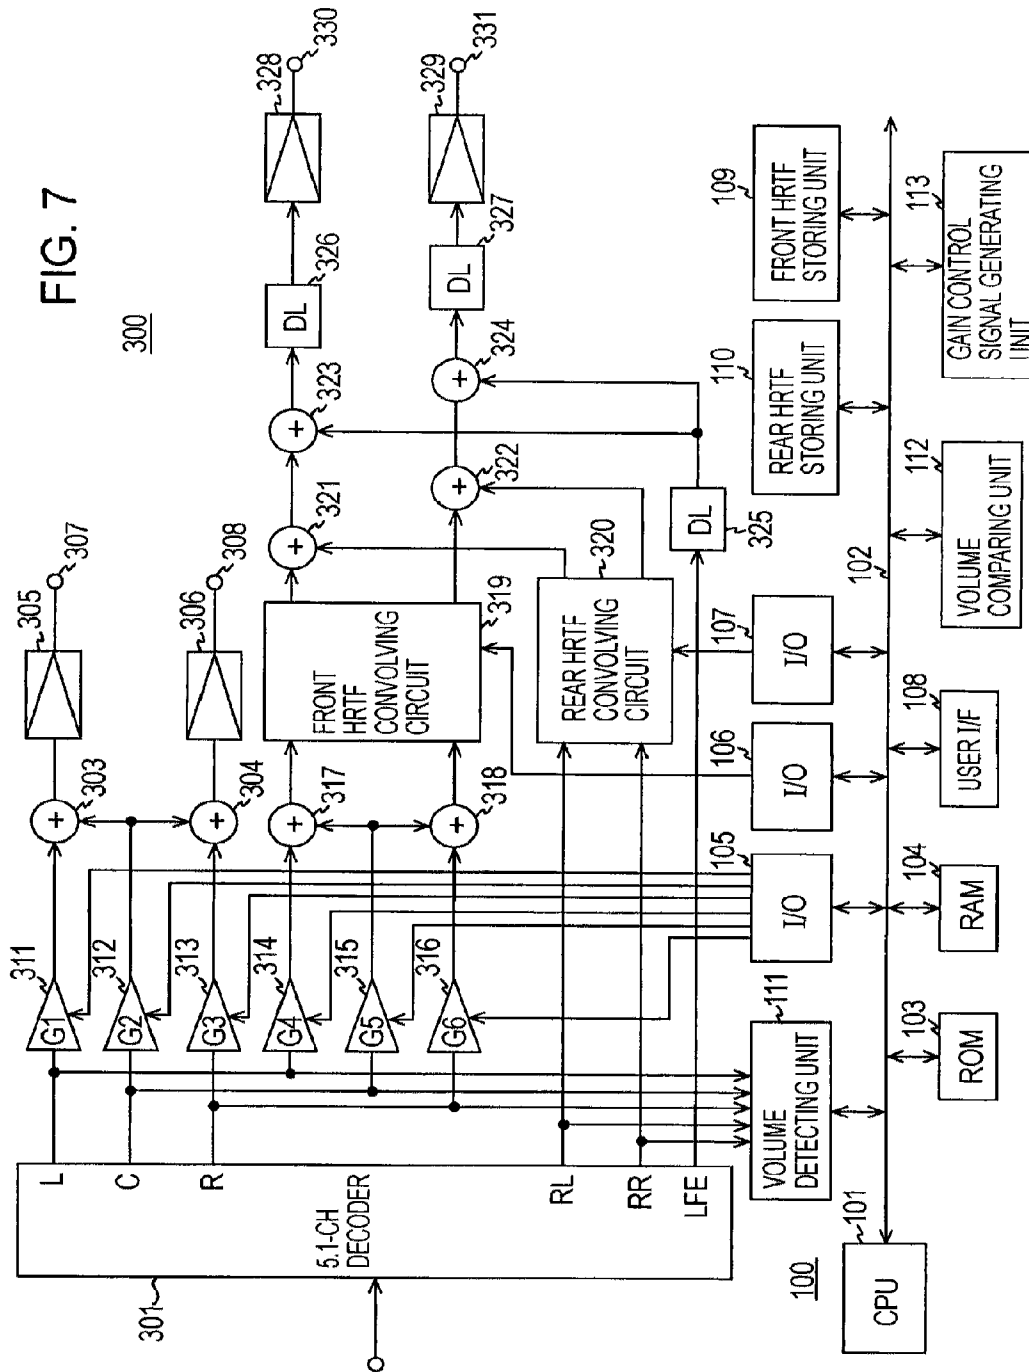 FIG. 7
300
301
5.1-CH
DECODER
L
C
R
RL
RR
LFE
G1
311
G2
312
G3
313
G4
314
G5
315
G6
316
+
303
+
304
+
317
+
318
305
307
306
308
FRONT
HRTF
CONVOLVING
CIRCUIT
319
REAR HRTF
CONVOLVING
CIRCUIT
320
+
321
+
322
+
323
+
324
DL
325
DL
326
DL
327
328
330
329
331
100
CPU
101
102
VOLUME
DETECTING UNIT
111
I/O
105
I/O
106
I/O
107
REAR HRTF
STORING UNIT
110
FRONT HRTF
STORING UNIT
109
ROM
103
RAM
104
USER I/F
108
VOLUME
COMPARING UNIT
112
GAIN CONTROL
SIGNAL GENERATING
UNIT
113